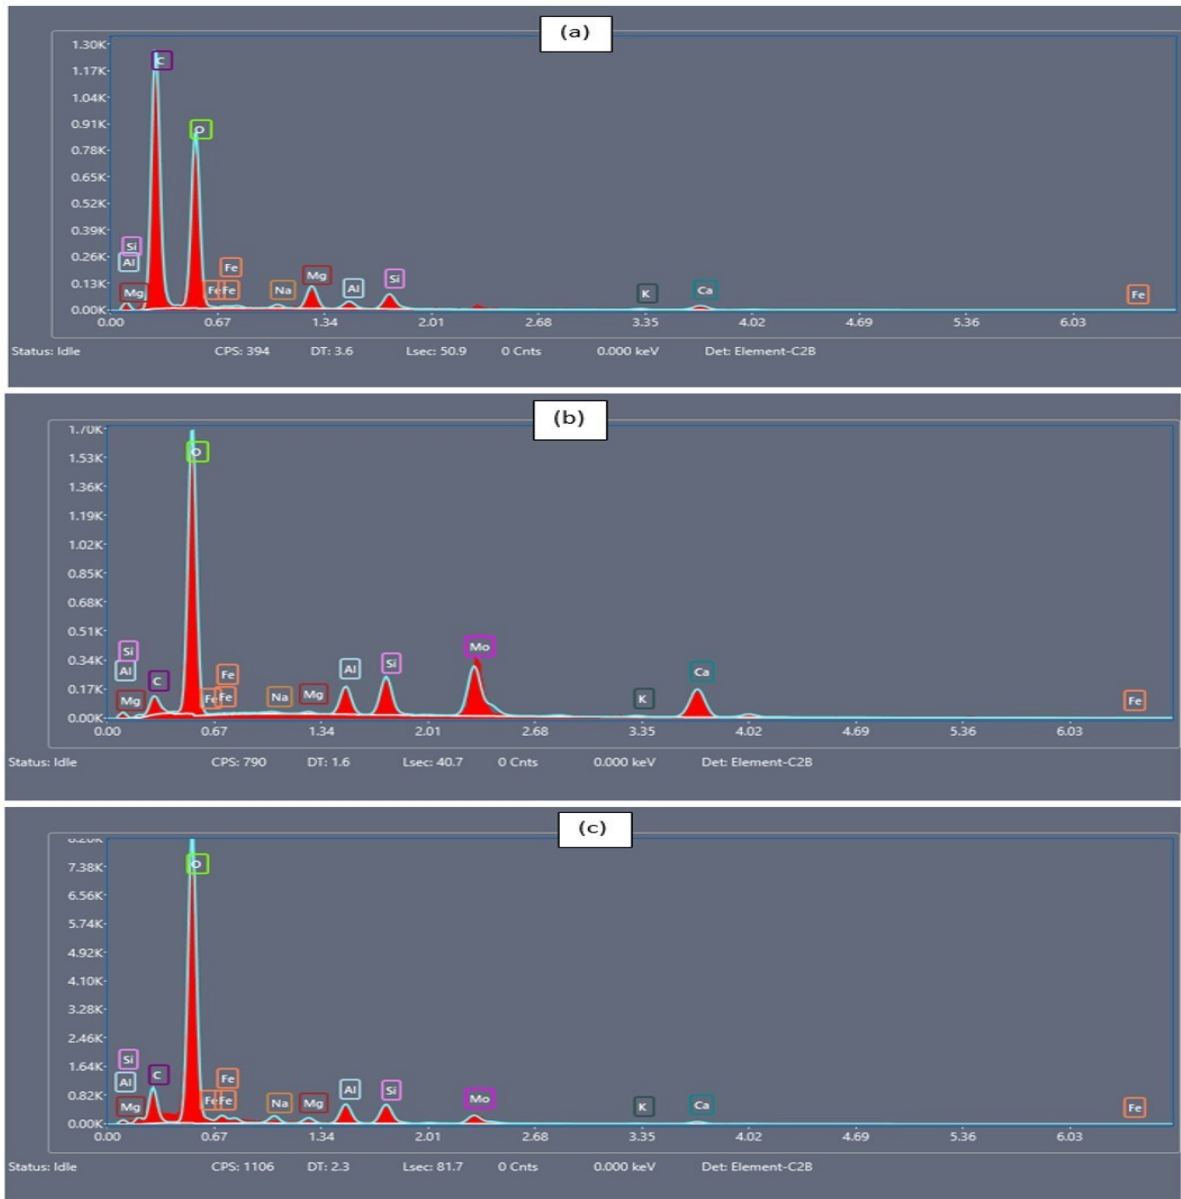 (a)
1.30K
1.17K
1.04K
0.91K
0.78K
0.65K
0.52K
0.39K
0.26K
0.13K
0.00K
C
O
Si
Al
Mg
Fe
Fe Fe
Na
Mg
Al
Si
K
Ca
Fe
0.00 0.67 1.34 2.01 2.68 3.35 4.02 4.69 5.36 6.03
Status: Idle CPS: 394 DT: 3.6 Lsec: 50.9 0 Cnts 0.000 keV Det: Element-C2B
(b)
1.70K
1.53K
1.36K
1.19K
1.02K
0.85K
0.68K
0.51K
0.34K
0.17K
0.00K
O
Si
Al
Mg
C
Fe
Fe Fe
Na
Mg
Al
Si
Mo
K
Ca
Fe
0.00 0.67 1.34 2.01 2.68 3.35 4.02 4.69 5.36 6.03
Status: Idle CPS: 790 DT: 1.6 Lsec: 40.7 0 Cnts 0.000 keV Det: Element-C2B
(c)
8.20K
7.38K
6.56K
5.74K
4.92K
4.10K
3.28K
2.46K
1.64K
0.82K
0.00K
O
Si
Al
Mg
C
Fe
Fe Fe
Na
Mg
Al
Si
Mo
K
Ca
Fe
0.00 0.67 1.34 2.01 2.68 3.35 4.02 4.69 5.36 6.03
Status: Idle CPS: 1106 DT: 2.3 Lsec: 81.7 0 Cnts 0.000 keV Det: Element-C2B